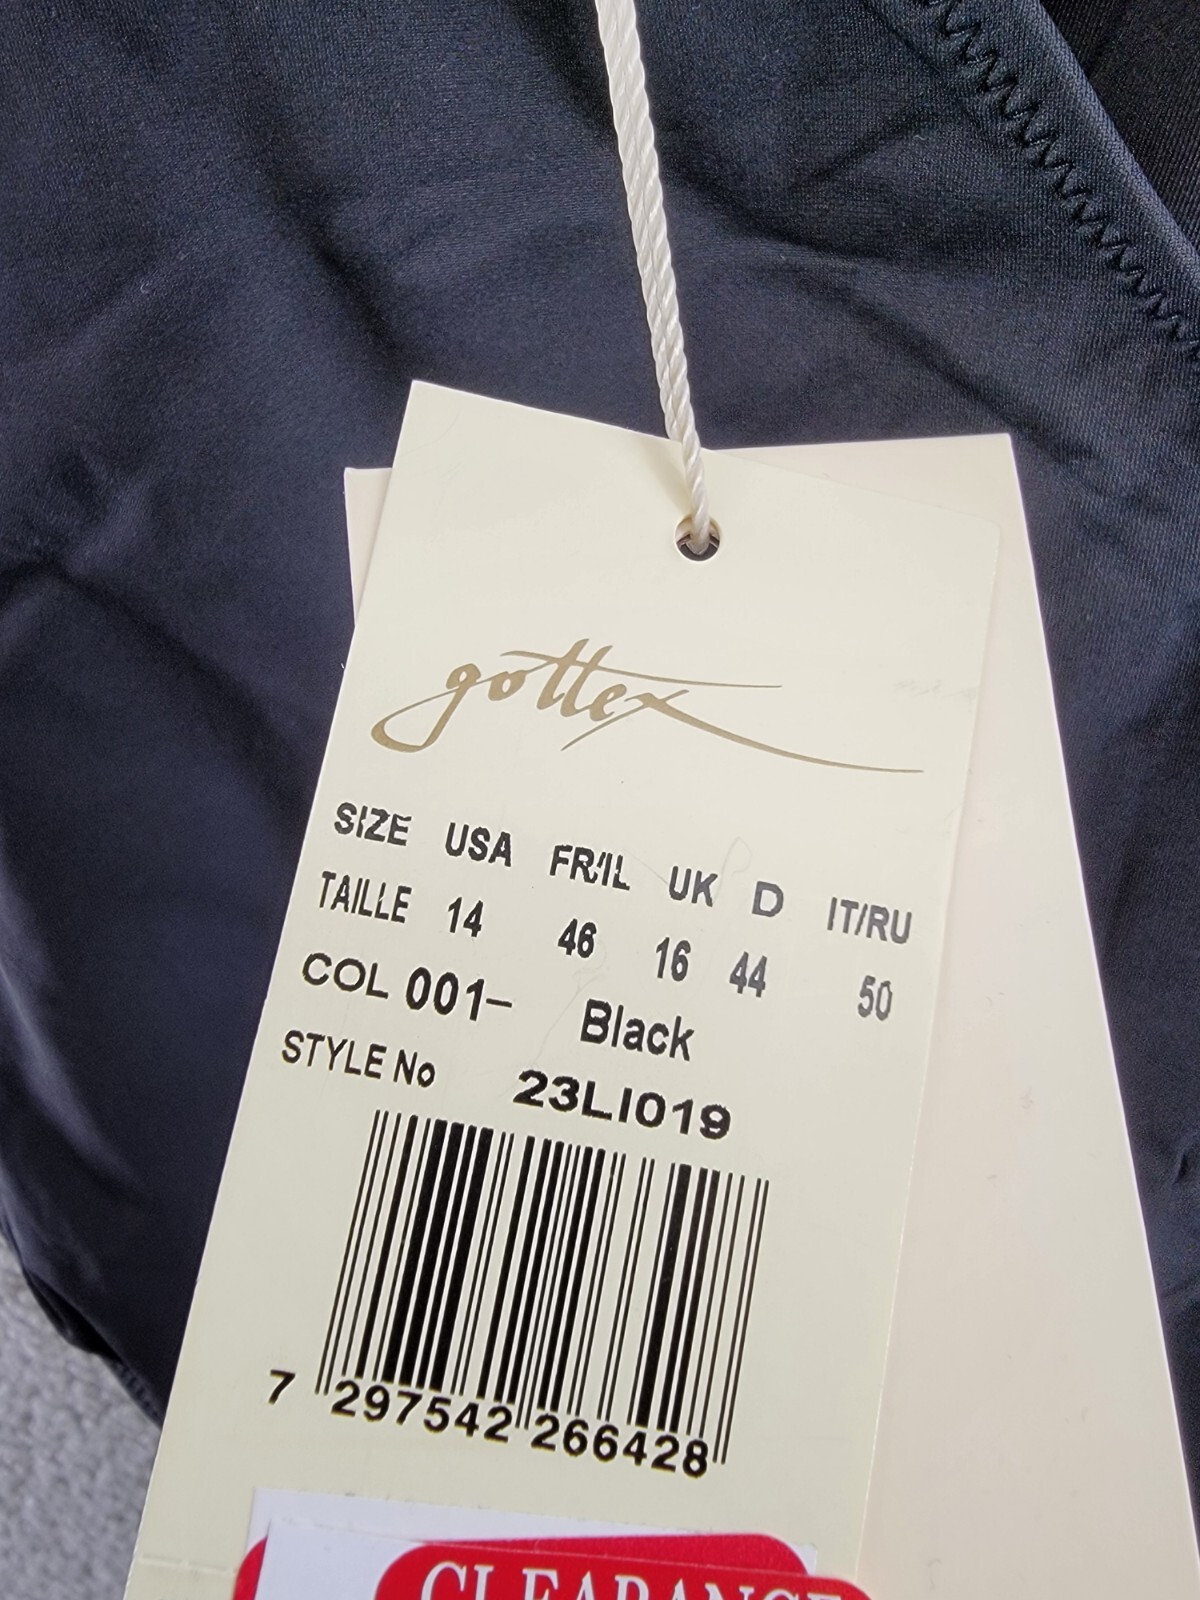 gottex
SIZE USA FR/IL UK D IT/RU
TAILLE 14 46 16 44 50
COL 001- Black
STYLE No 23LI019
7 297542 266428
CLEARANCE